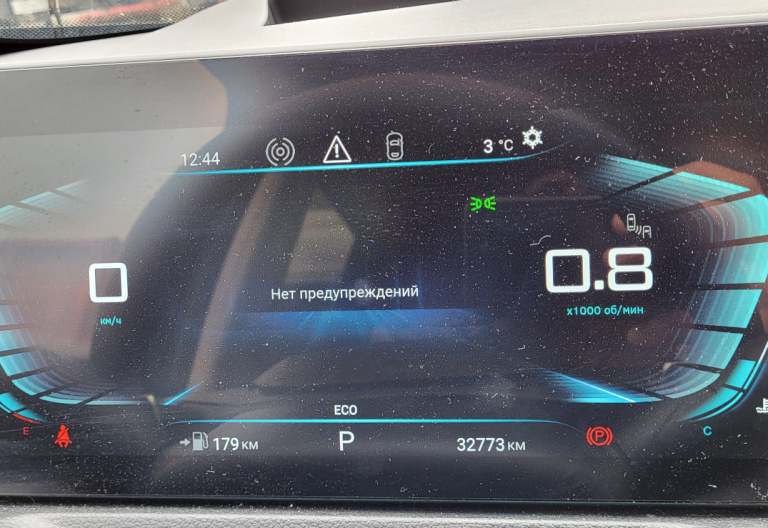 12:44
3 °C
0
км/ч
0.8
x1000 об/мин
Нет предупреждений
ECO
E
179 км
P
32773 км
P
C